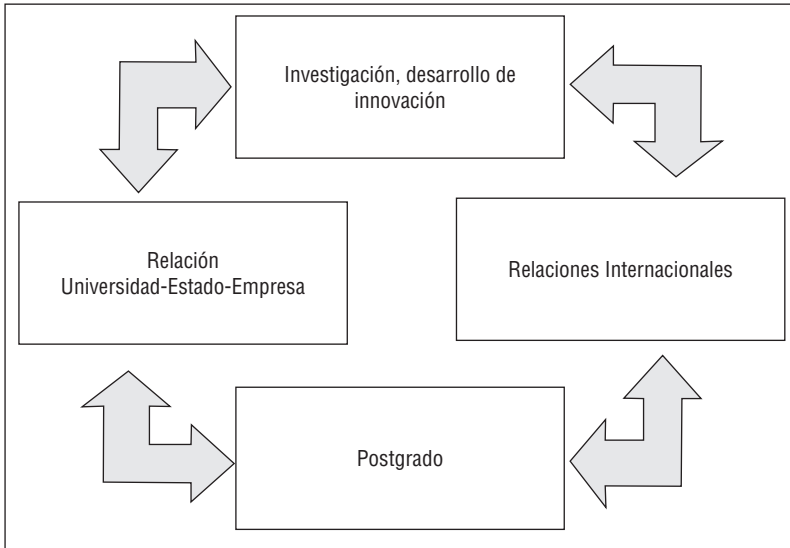 Investigación, desarrollo de
innovación
Relación
Universidad-Estado-Empresa
Relaciones Internacionales
Postgrado